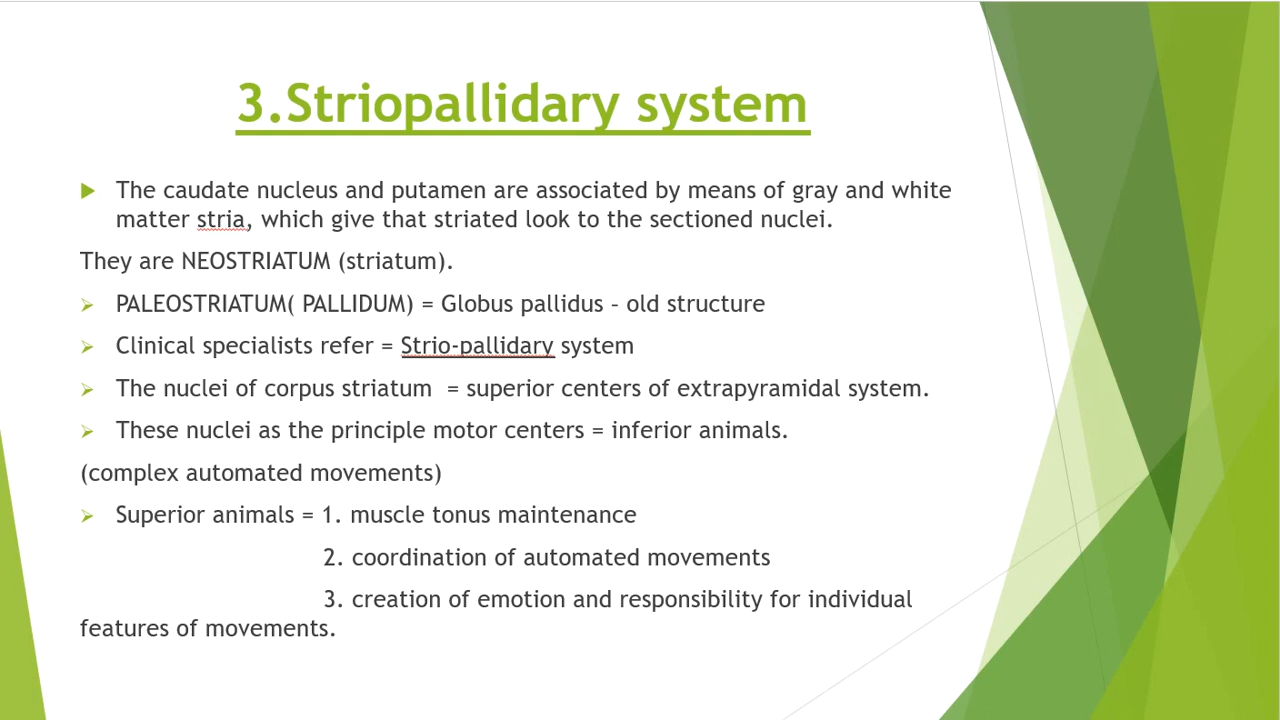 3.Striopallidary system
The caudate nucleus and putamen are associated by means of gray and white
matter stria, which give that striated look to the sectioned nuclei.
They are NEOSTRIATUM (striatum).
PALEOSTRIATUM( PALLIDUM) = Globus pallidus – old structure
Clinical specialists refer = Strio-pallidary system
The nuclei of corpus striatum  = superior centers of extrapyramidal system.
These nuclei as the principle motor centers = inferior animals.
(complex automated movements)
Superior animals = 1. muscle tonus maintenance
2. coordination of automated movements
3. creation of emotion and responsibility for individual
features of movements.